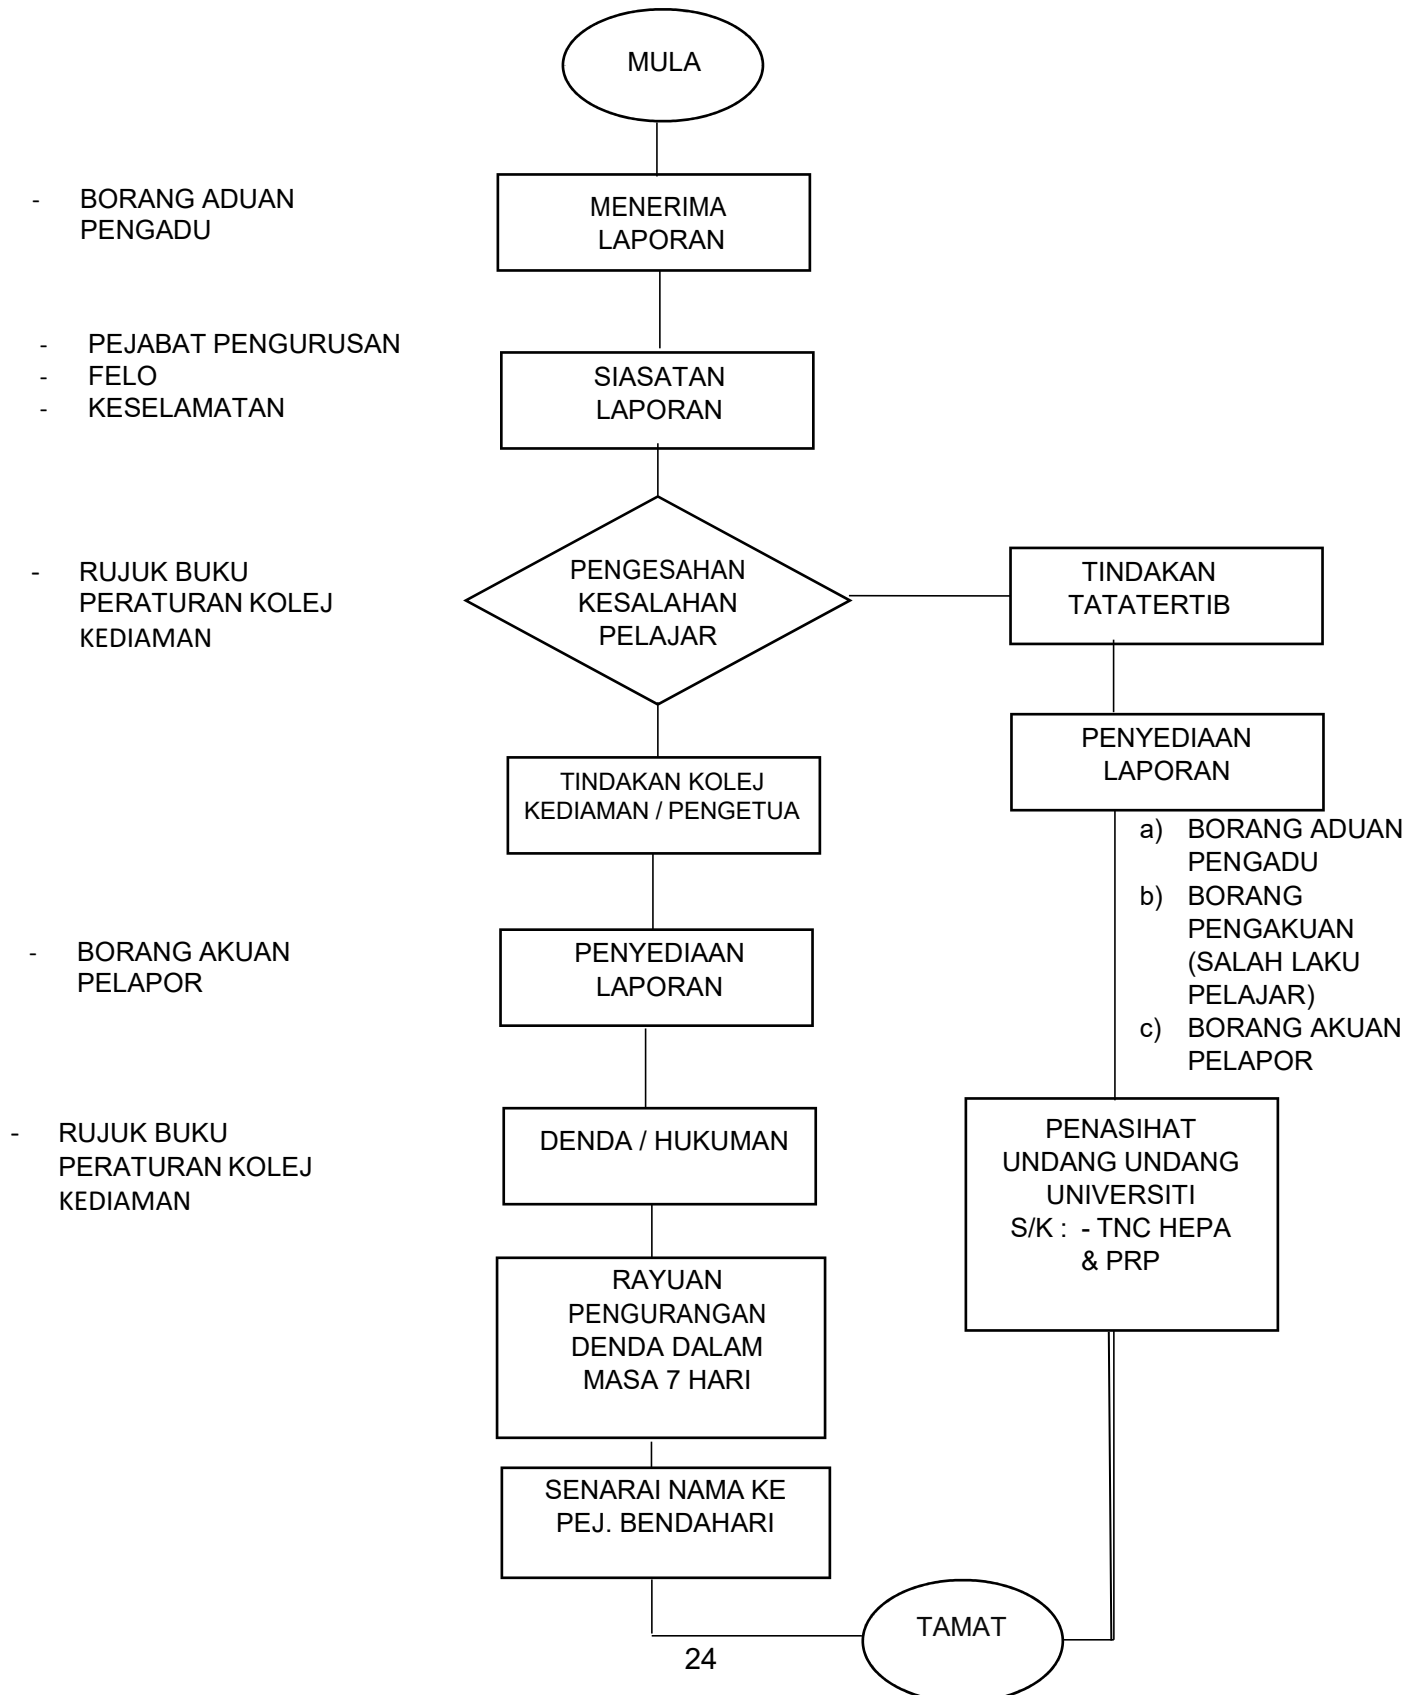 MULA
- BORANG ADUAN
PENGADU
MENERIMA
LAPORAN
- PEJABAT PENGURUSAN
- FELO
- KESELAMATAN
SIASATAN
LAPORAN
- RUJUK BUKU
PERATURAN KOLEJ
KEDIAMAN
PENGESAHAN
KESALAHAN
PELAJAR
TINDAKAN
TATATERTIB
PENYEDIAAN
LAPORAN
a) BORANG ADUAN
PENGADU
b) BORANG
PENGAKUAN
(SALAH LAKU
PELAJAR)
c) BORANG AKUAN
PELAPOR
TINDAKAN KOLEJ
KEDIAMAN / PENGETUA
- BORANG AKUAN
PELAPOR
PENYEDIAAN
LAPORAN
- RUJUK BUKU
PERATURAN KOLEJ
KEDIAMAN
DENDA / HUKUMAN
PENASIHAT
UNDANG UNDANG
UNIVERSITI
S/K : - TNC HEPA
& PRP
RAYUAN
PENGURANGAN
DENDA DALAM
MASA 7 HARI
SENARAI NAMA KE
PEJ. BENDAHARI
TAMAT
24